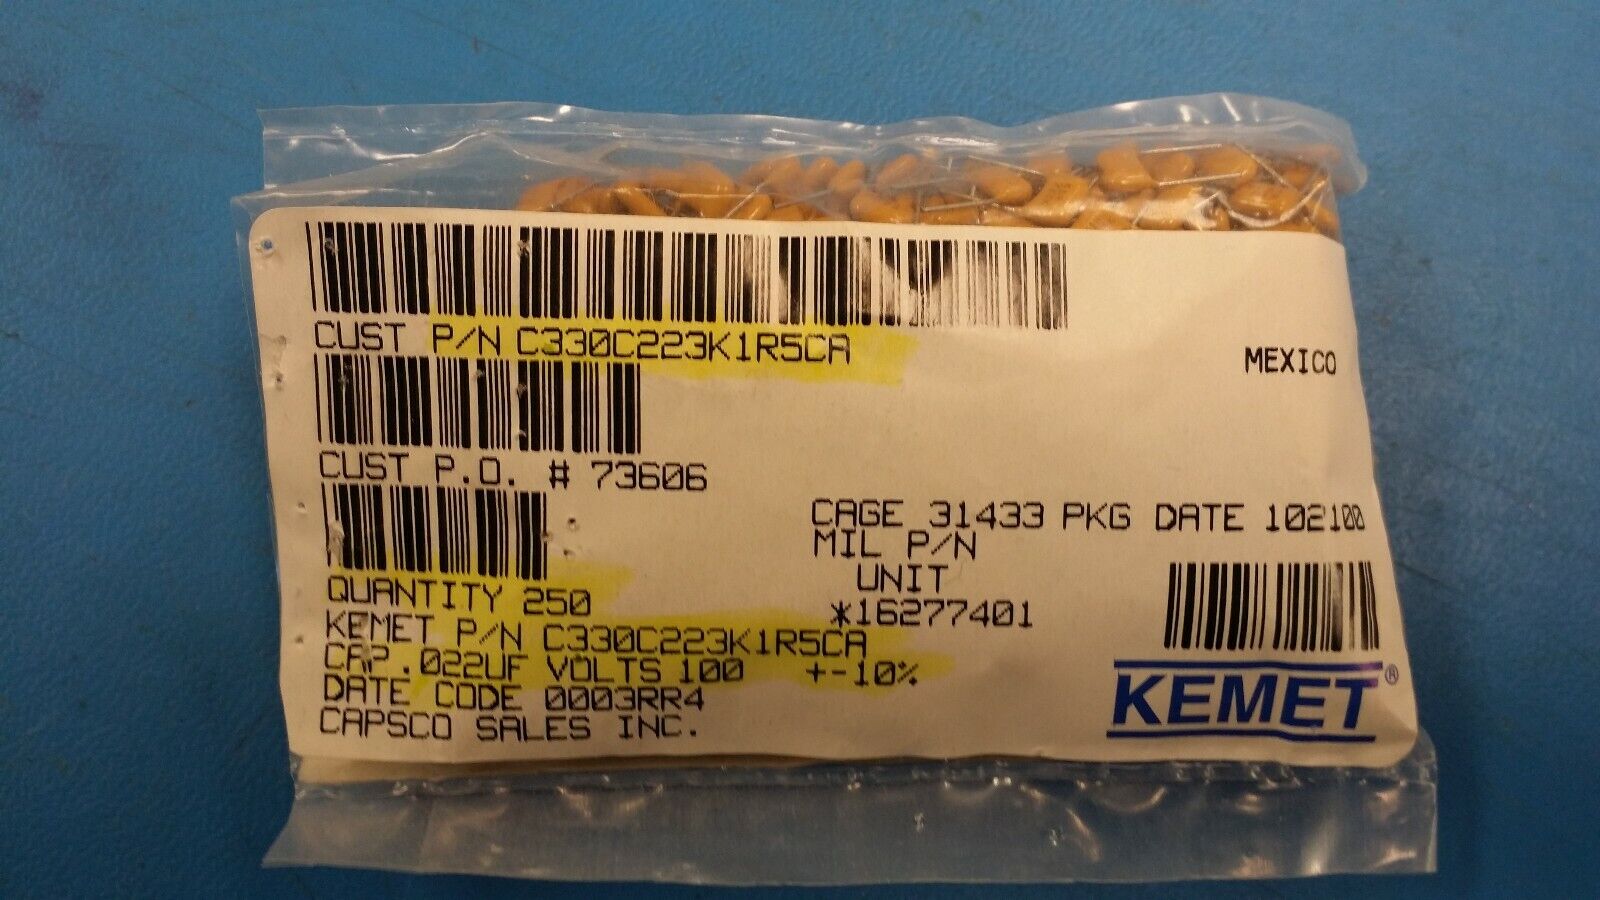 CUST P/N C330C223K1R5CA
MEXICO
CUST P.O. # 73606
CAGE 31433 PKG DATE 102100
MIL P/N
UNIT
*16277401
QUANTITY 250
KEMET P/N C330C223K1R5CA
CAP .022UF VOLTS 100 +-10%
DATE CODE 0003RR4
CAPSCO SALES INC.
KEMET®